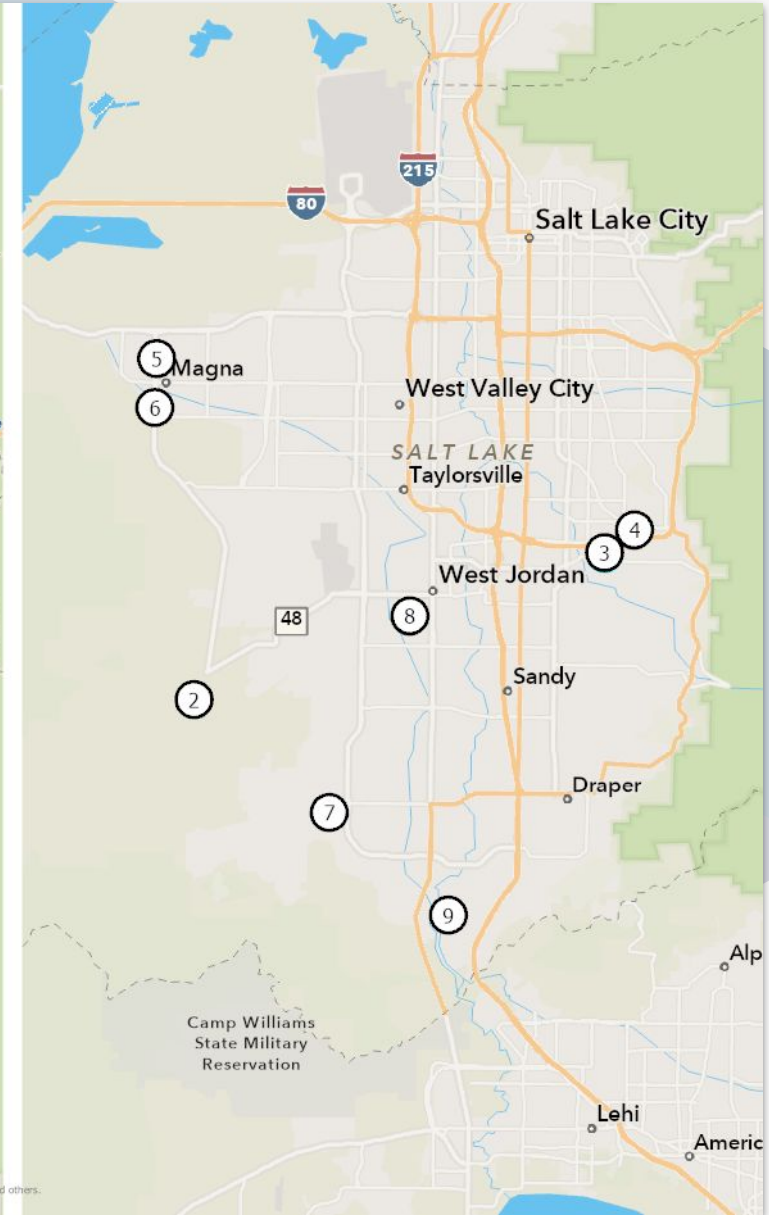 215
80
Salt Lake City
5
Magna
6
West Valley City
SALT LAKE
Taylorsville
4
3
West Jordan
8
48
2
Sandy
Draper
7
9
Alp
Camp Williams
State Military
Reservation
Lehi
Americ
d others.